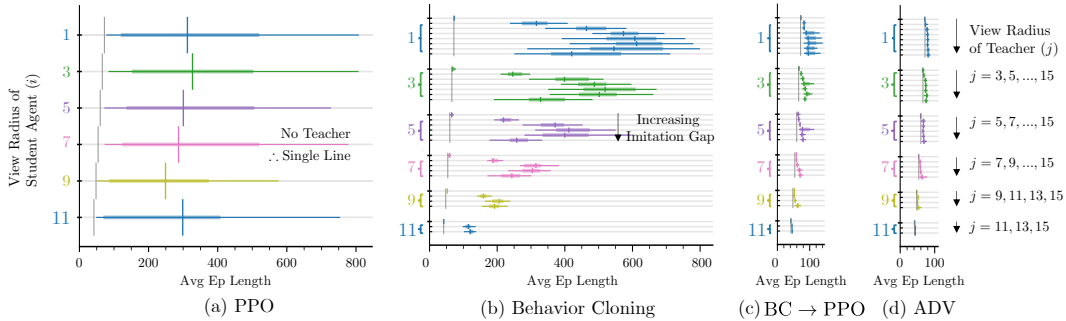 View Radius of
Student Agent (i)
1
3
5
7
9
11
No Teacher
∴ Single Line
0
200
400
600
800
Avg Ep Length
(a) PPO
1
3
5
7
9
11
Increasing
Imitation Gap
0
100
200
300
400
500
600
700
800
Avg Ep Length
(b) Behavior Cloning
1
3
5
7
9
11
0
100
Avg Ep Length
(c) BC → PPO
1
3
5
7
9
11
0
100
Avg Ep Length
(d) ADV
View Radius
of Teacher (j)
j = 3, 5, ..., 15
j = 5, 7, ..., 15
j = 7, 9, ..., 15
j = 9, 11, 13, 15
j = 11, 13, 15